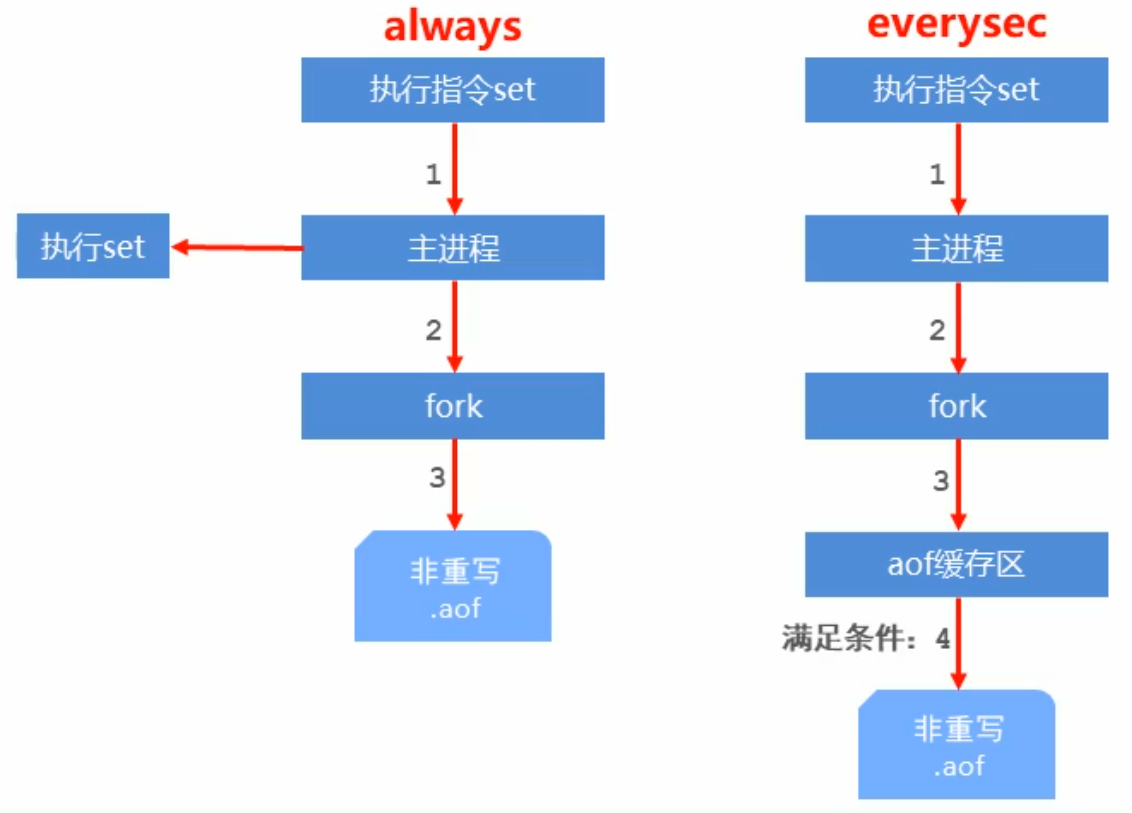 always
执行指令set
1
执行set
主进程
2
fork
3
非重写
.aof
everysec
执行指令set
1
主进程
2
fork
3
aof缓存区
满足条件：4
非重写
.aof